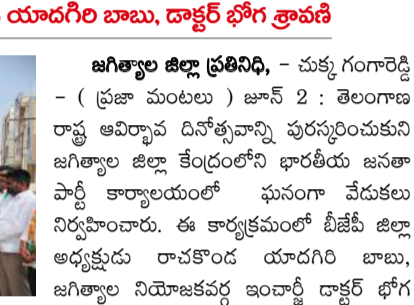 యాదగిరి బాబు, డాక్టర్ భోగ శ్రావణి
జగిత్యాల జిల్లా ప్రతినిధి, – చుక్క గంగారెడ్డి
– ( ప్రజా మంటలు ) జూన్ 2 : తెలంగాణ
రాష్ట్ర ఆవిర్భావ దినోత్సవాన్ని పురస్కరించుకుని
జగిత్యాల జిల్లా కేంద్రంలోని భారతీయ జనతా
పార్టీ కార్యాలయంలో ఘనంగా వేడుకలు
నిర్వహించారు. ఈ కార్యక్రమంలో బీజేపీ జిల్లా
అధ్యక్షుడు రాచకొండ యాదగిరి బాబు,
జగిత్యాల నియోజకవర్గ ఇంచార్జీ డాక్టర్ భోగ